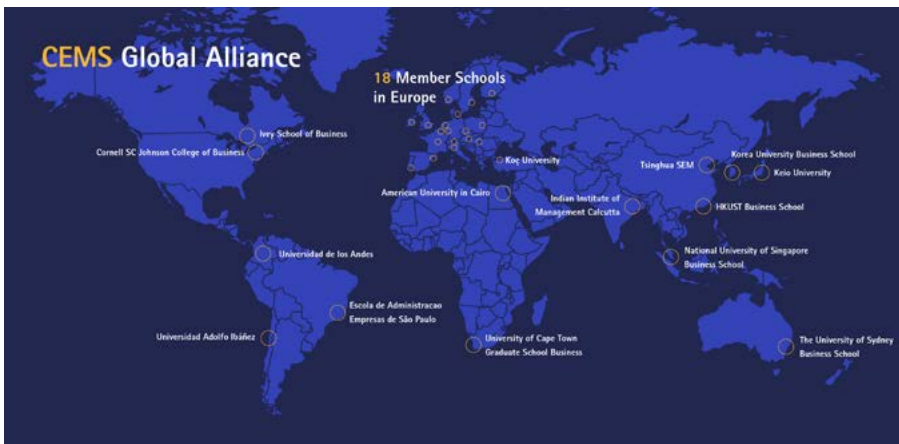 CEMS Global Alliance
18 Member Schools
in Europe
Ivey School of Business
Cornell SC Johnson College of Business
Koç University
Tsinghua SEM
Korea University Business School
Keio University
American University in Cairo
Indian Institute of
Management Calcutta
HKUST Business School
Universidad de los Andes
National University of Singapore
Business School
Escola de Administracao
Empresas de São Paulo
Universidad Adolfo Ibáñez
University of Cape Town
Graduate School Business
The University of Sydney
Business School